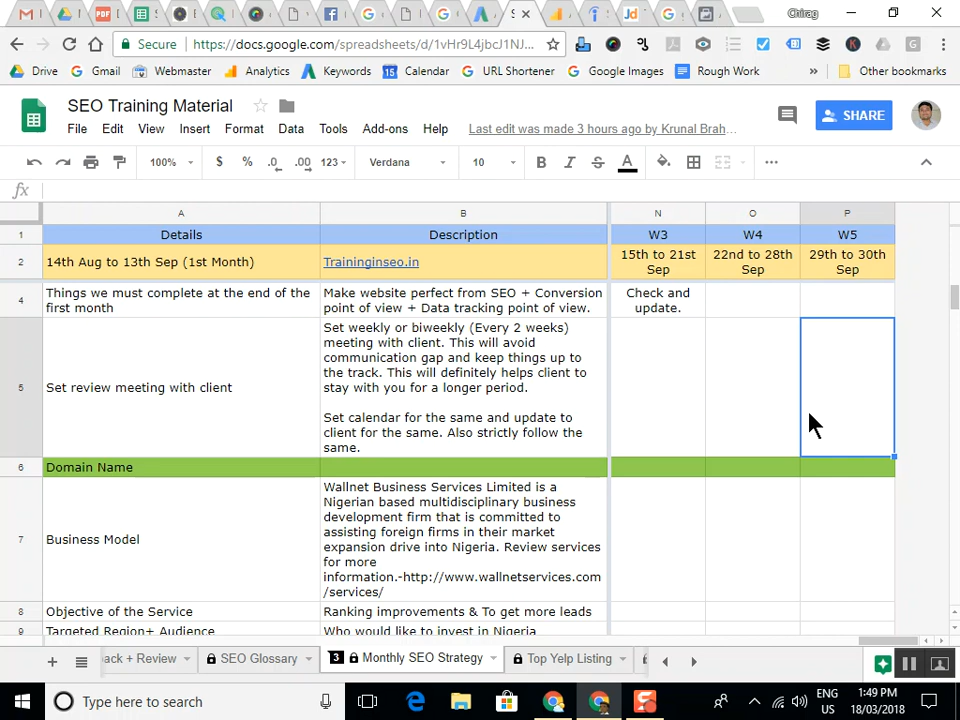 PDF
S
Jd
Chirag
Secure
https://docs.google.com/spreadsheets/d/1vHr9L4jbcJ1NJ...
Drive
Gmail
Webmaster
Analytics
Keywords
15
Calendar
URL Shortener
Google Images
Rough Work
»
Other bookmarks
SEO Training Material
File Edit View Insert Format Data Tools Add-ons Help
Last edit was made 3 hours ago by Krunal Brah...
SHARE
100%
$
%
.0
.00
123
Verdana
10
B
I
S
A
fx
A B N O P
1 Details Description W3 W4 W5
2 14th Aug to 13th Sep (1st Month) Traininginseo.in
15th to 21st
Sep
22nd to 28th
Sep
29th to 30th
Sep
4
Things we must complete at the end of the
first month
Make website perfect from SEO + Conversion
point of view + Data tracking point of view.
Check and
update.
5
Set review meeting with client
Set weekly or biweekly (Every 2 weeks)
meeting with client. This will avoid
communication gap and keep things up to
the track. This will definitely helps client to
stay with you for a longer period.
Set calendar for the same and update to
client for the same. Also strictly follow the
same.
6 Domain Name
7
Business Model
Wallnet Business Services Limited is a
Nigerian based multidisciplinary business
development firm that is committed to
assisting foreign firms in their market
expansion drive into Nigeria. Review services
for more
information.-http://www.wallnetservices.com
/services/
8 Objective of the Service Ranking improvements & To get more leads
9 Targeted Region+ Audience Who would like to invest in Nigeria
ack + Review
SEO Glossary
3 Monthly SEO Strategy
Top Yelp Listing
Type here to search
ENG
US
1:49 PM
18/03/2018